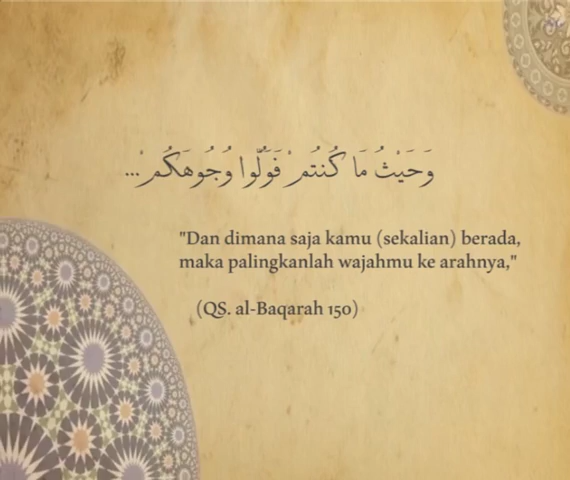 وَحَيْثُ مَا كُنتُمْ فَوَلُّوا وُجُوهَكُمْ...
"Dan dimana saja kamu (sekalian) berada,
maka palingkanlah wajahmu ke arahnya,"
(QS. al-Baqarah 150)